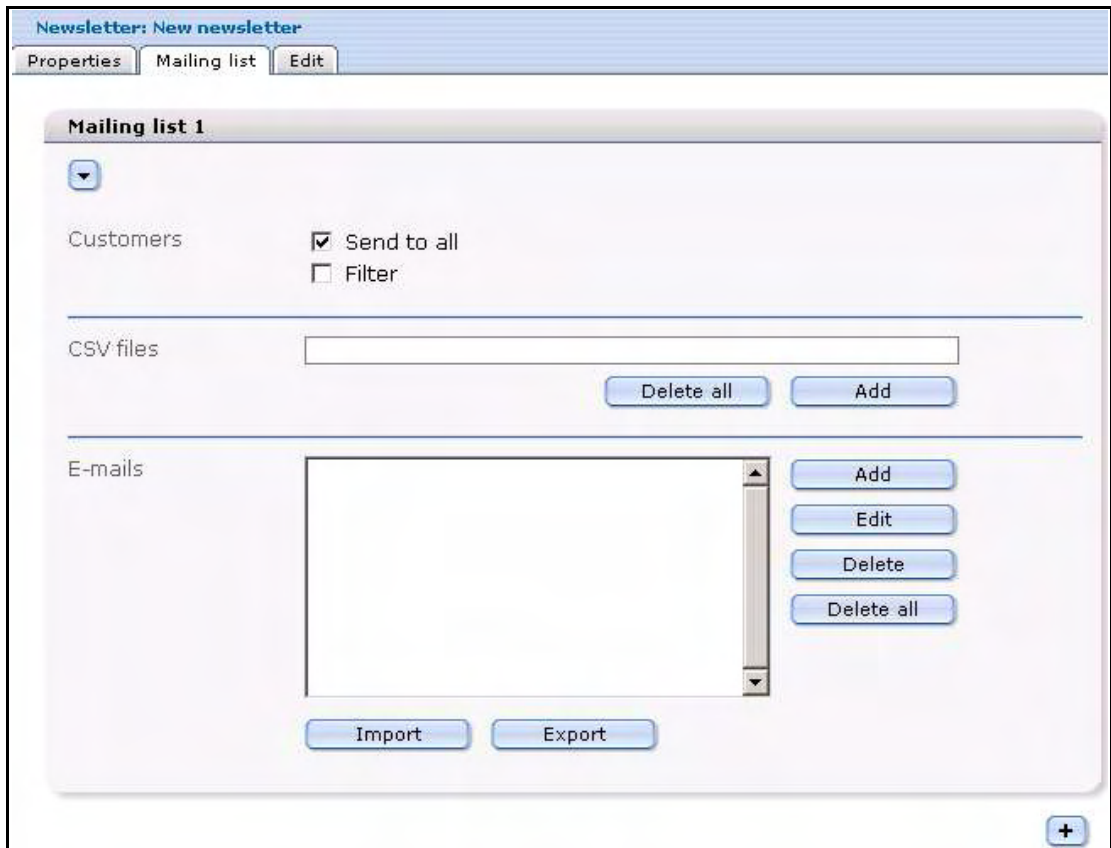 Newsletter: New newsletter
Properties Mailing list Edit
Mailing list 1
Customers
Send to all
Filter
CSV files
Delete all Add
E-mails
Add
Edit
Delete
Delete all
Import Export
+